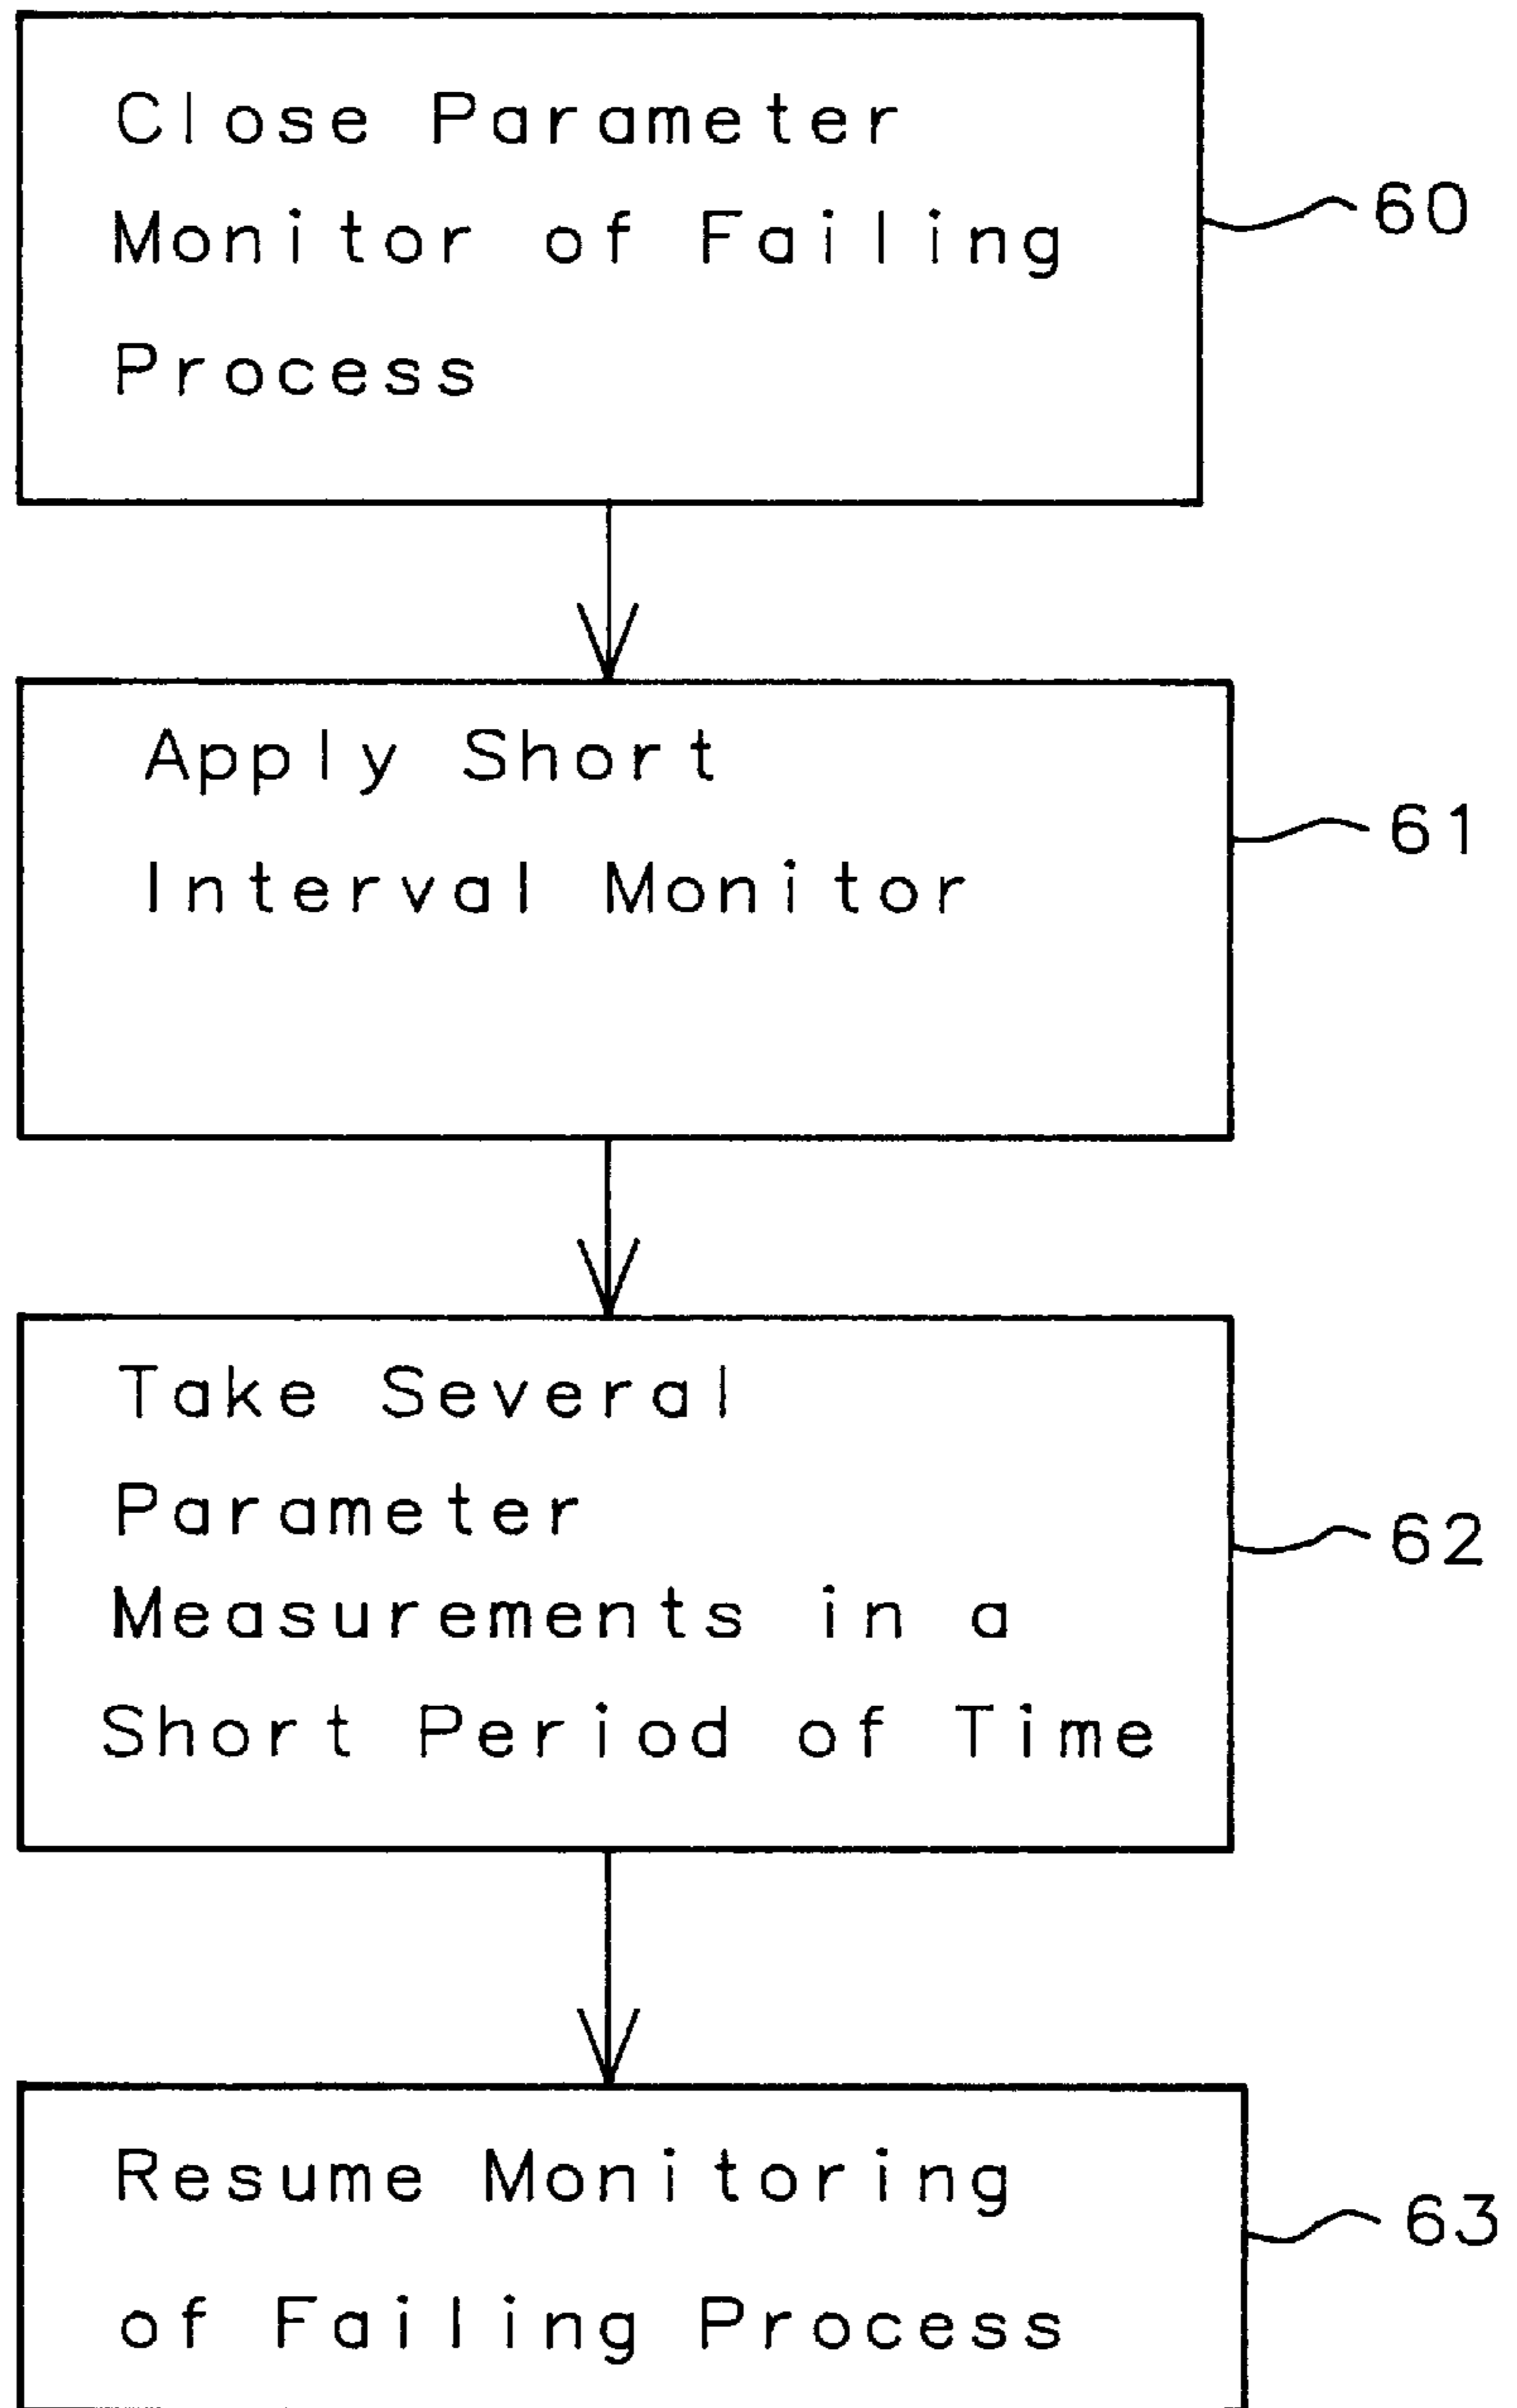 Close Parameter
Monitor of Failing
Process
60
Apply Short
Interval Monitor
61
Take Several
Parameter
Measurements in a
Short Period of Time
62
Resume Monitoring
of Failing Process
63